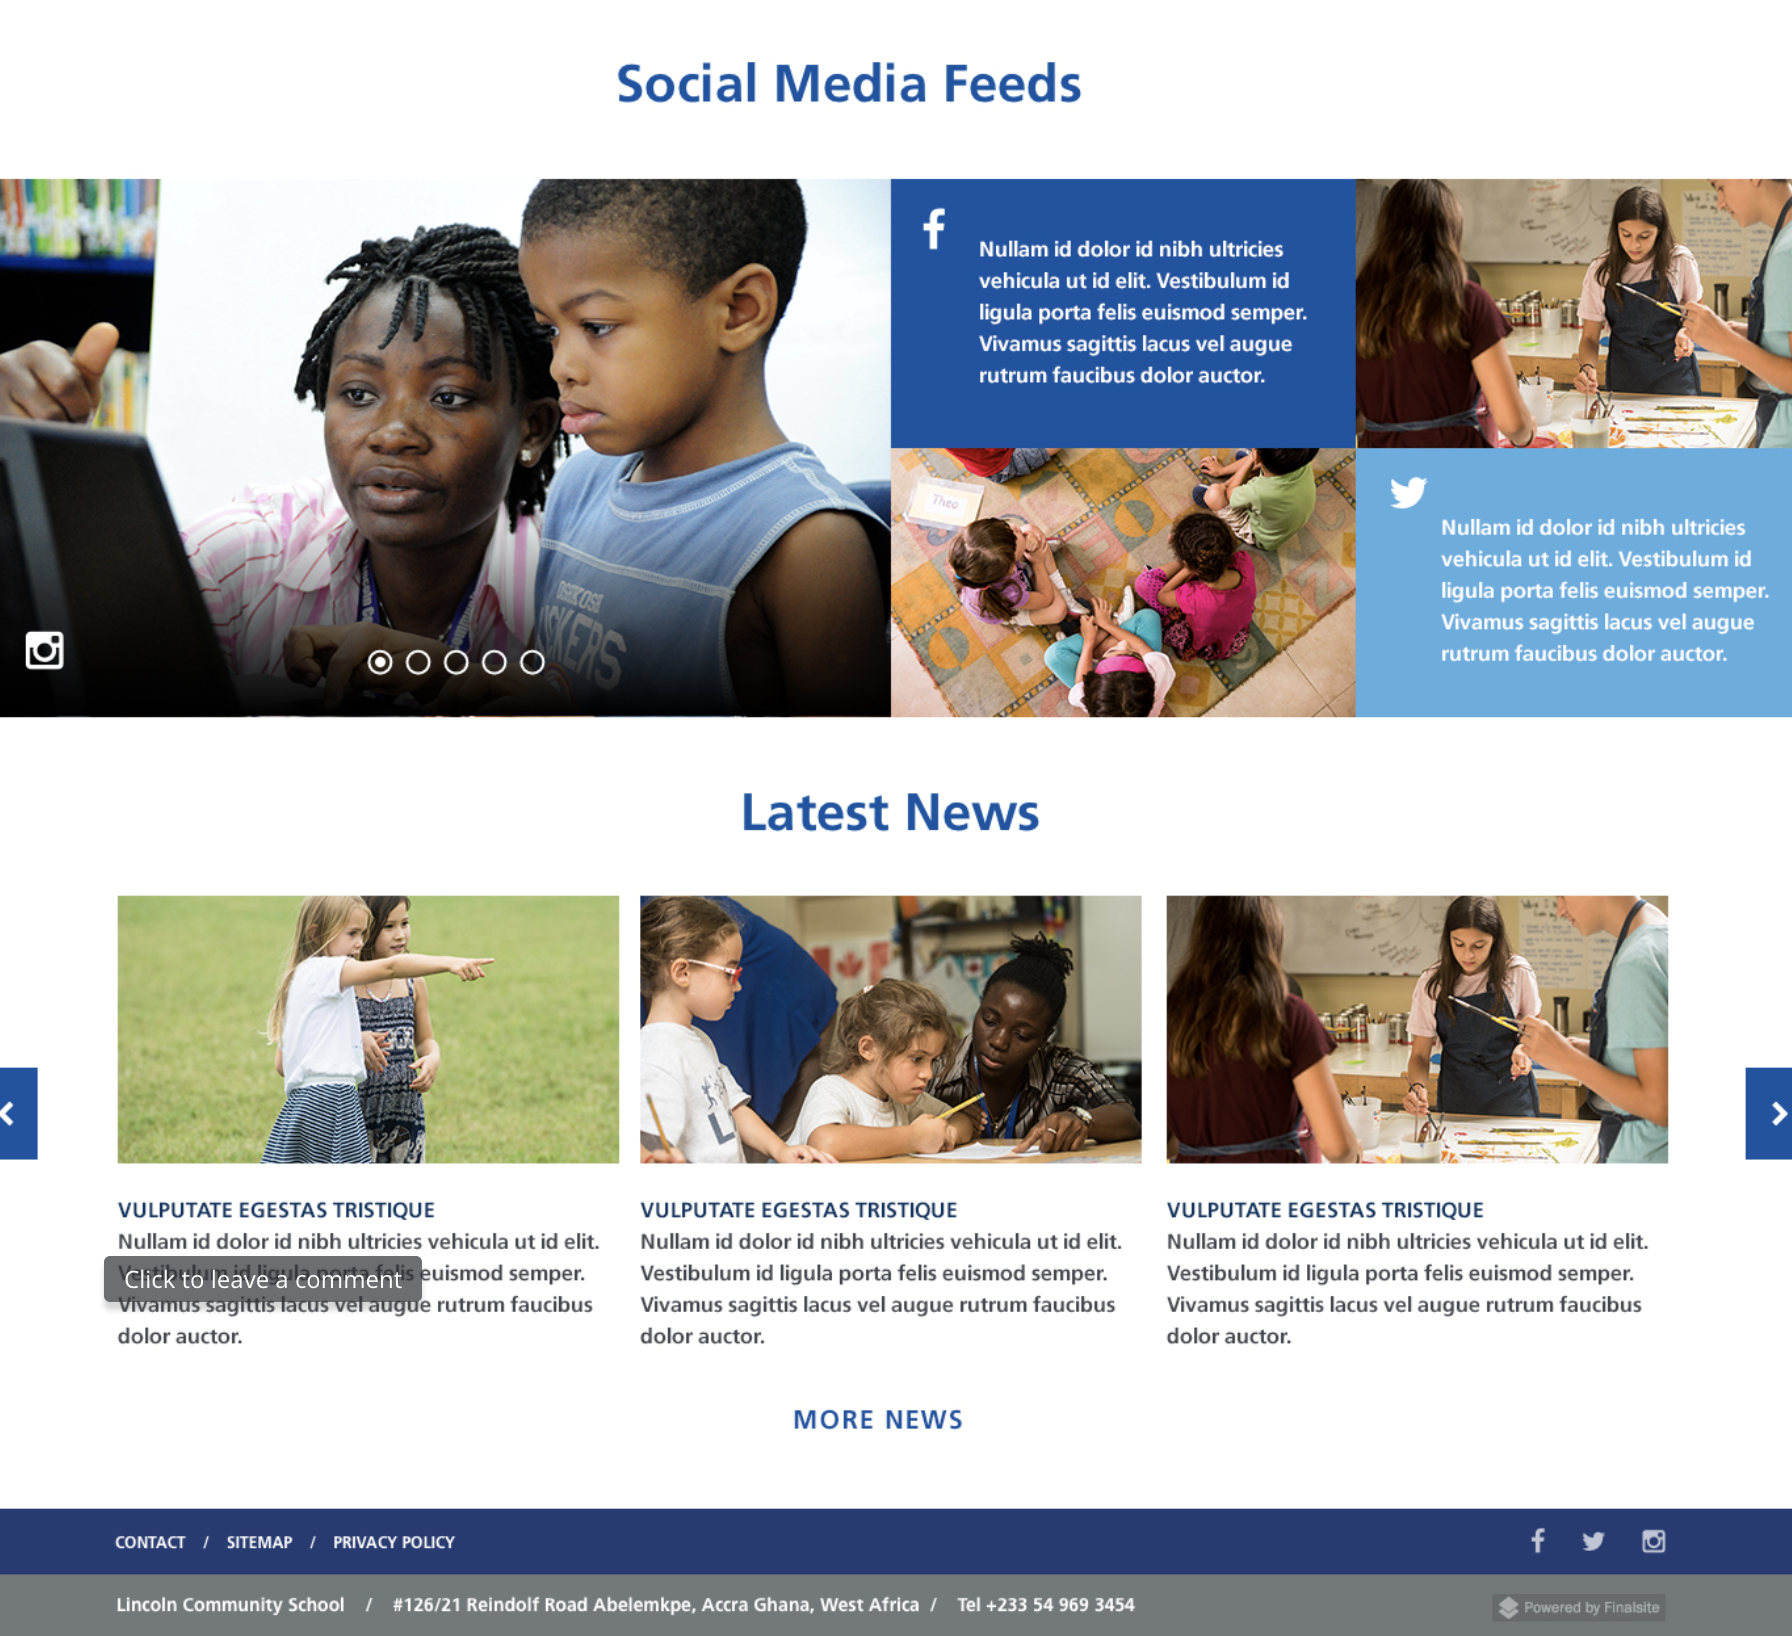 Social Media Feeds
Nullam id dolor id nibh ultricies
vehicula ut id elit. Vestibulum id
ligula porta felis euismod semper.
Vivamus sagittis lacus vel augue
rutrum faucibus dolor auctor.
Theo
OSHKOSH
Nullam id dolor id nibh ultricies
vehicula ut id elit. Vestibulum id
ligula porta felis euismod semper.
Vivamus sagittis lacus vel augue
rutrum faucibus dolor auctor.
Latest News
VULPUTATE EGESTAS TRISTIQUE
Nullam id dolor id nibh ultricies vehicula ut id elit.
Vestibulum id ligula porta felis euismod semper.
Click to leave a comment
Vivamus sagittis lacus vel augue rutrum faucibus
dolor auctor.
VULPUTATE EGESTAS TRISTIQUE
Nullam id dolor id nibh ultricies vehicula ut id elit.
Vestibulum id ligula porta felis euismod semper.
Vivamus sagittis lacus vel augue rutrum faucibus
dolor auctor.
VULPUTATE EGESTAS TRISTIQUE
Nullam id dolor id nibh ultricies vehicula ut id elit.
Vestibulum id ligula porta felis euismod semper.
Vivamus sagittis lacus vel augue rutrum faucibus
dolor auctor.
MORE NEWS
CONTACT / SITEMAP / PRIVACY POLICY
Lincoln Community School / #126/21 Reindolf Road Abelemkpe, Accra Ghana, West Africa / Tel +233 54 969 3454
Powered by Finalsite